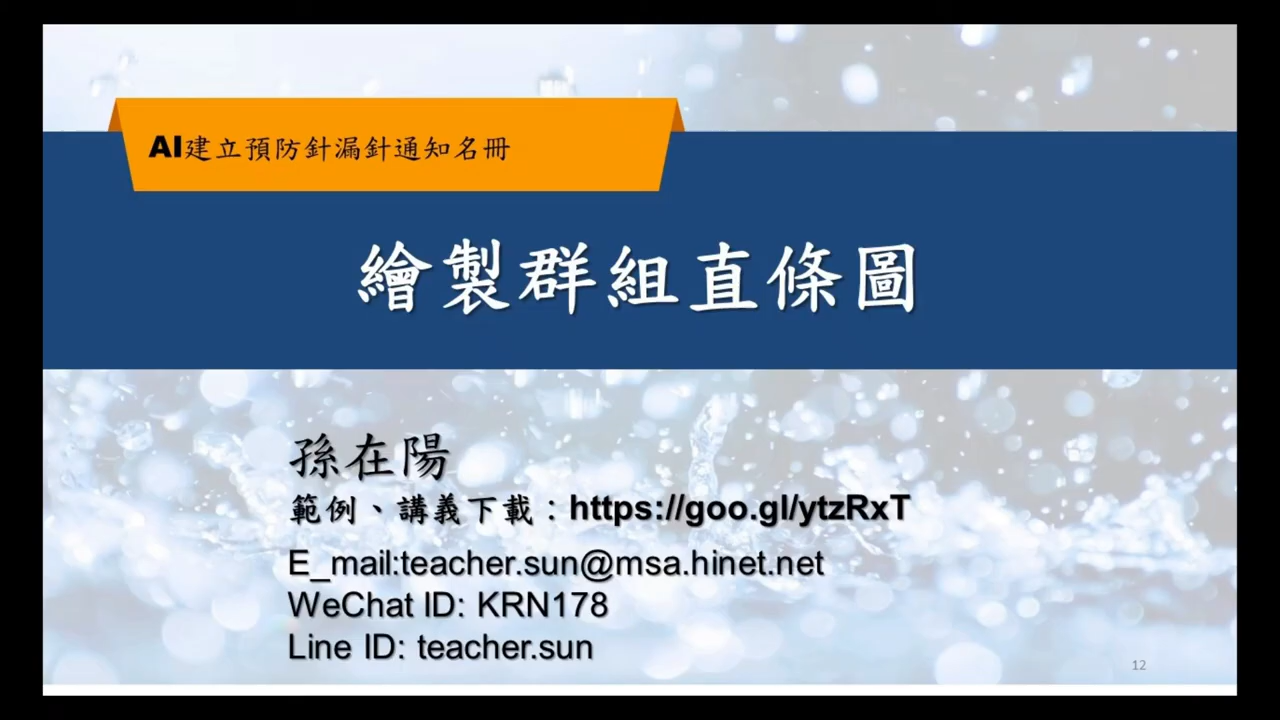 AI建立預防針漏針通知名冊
繪製群組直條圖
孫在陽
範例、講義下載：https://goo.gl/ytzRxT
E_mail:teacher.sun@msa.hinet.net
WeChat ID: KRN178
Line ID: teacher.sun
12